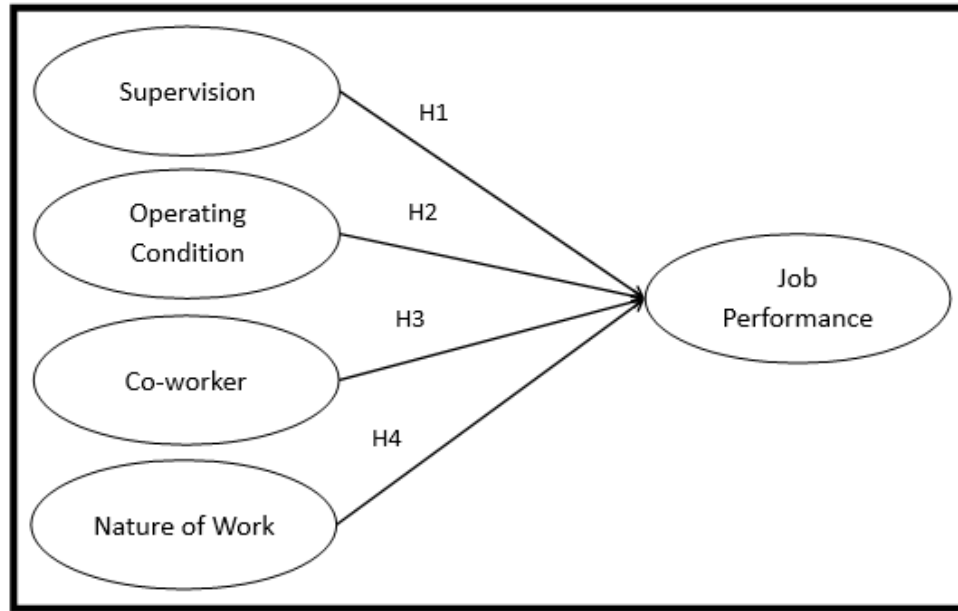 Supervision
H1
Operating
Condition
H2
Job
Performance
H3
Co-worker
H4
Nature of Work